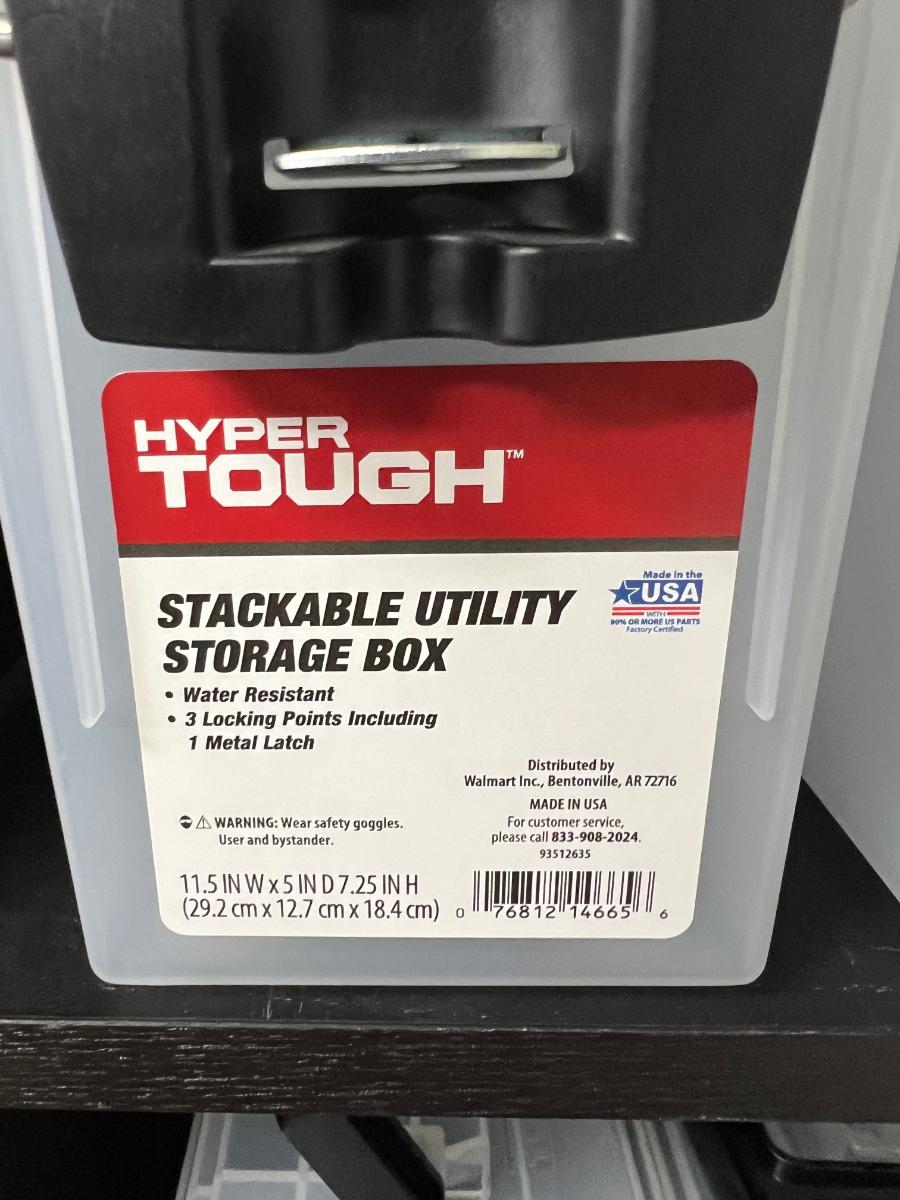 HYPER
TOUGH™
STACKABLE UTILITY
STORAGE BOX
• Water Resistant
• 3 Locking Points Including
1 Metal Latch
Made in the
USA
WITH
90% OR MORE US PARTS
Factory Certified
Distributed by
Walmart Inc., Bentonville, AR 72716
MADE IN USA
For customer service,
please call 833-908-2024.
93512635
WARNING: Wear safety goggles.
User and bystander.
11.5 IN W x 5 IN D 7.25 IN H
(29.2 cm x 12.7 cm x 18.4 cm)
0 76812 14665 6